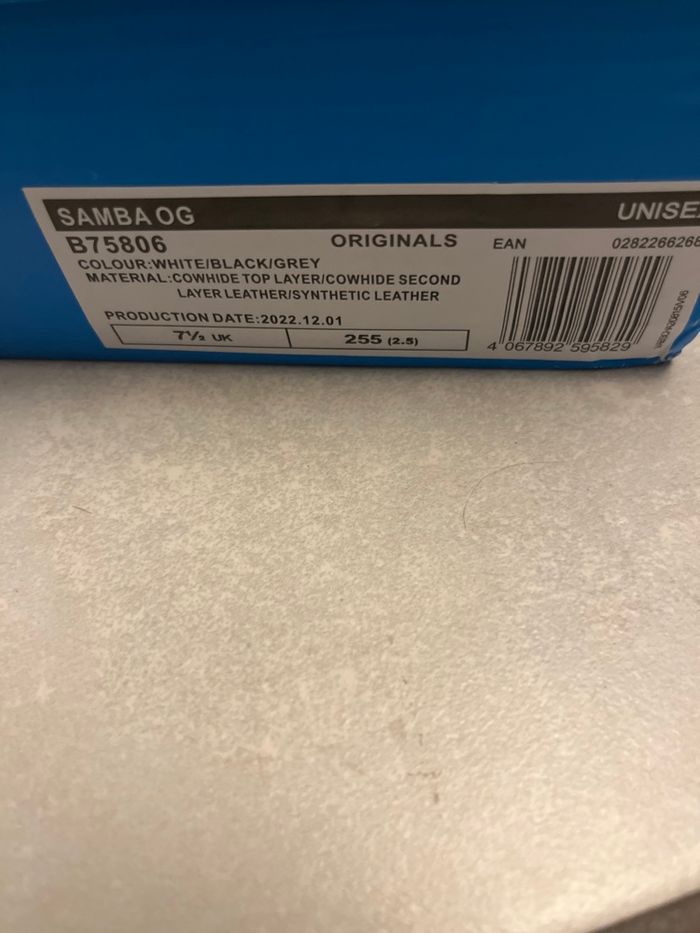 SAMBA OG UNISE
B75806 ORIGINALS EAN 028226626
COLOUR:WHITE/BLACK/GREY
MATERIAL:COWHIDE TOP LAYER/COWHIDE SECOND
LAYER LEATHER/SYNTHETIC LEATHER
PRODUCTION DATE:2022.12.01
7½ UK 255 (2.5)
4 067892 595829